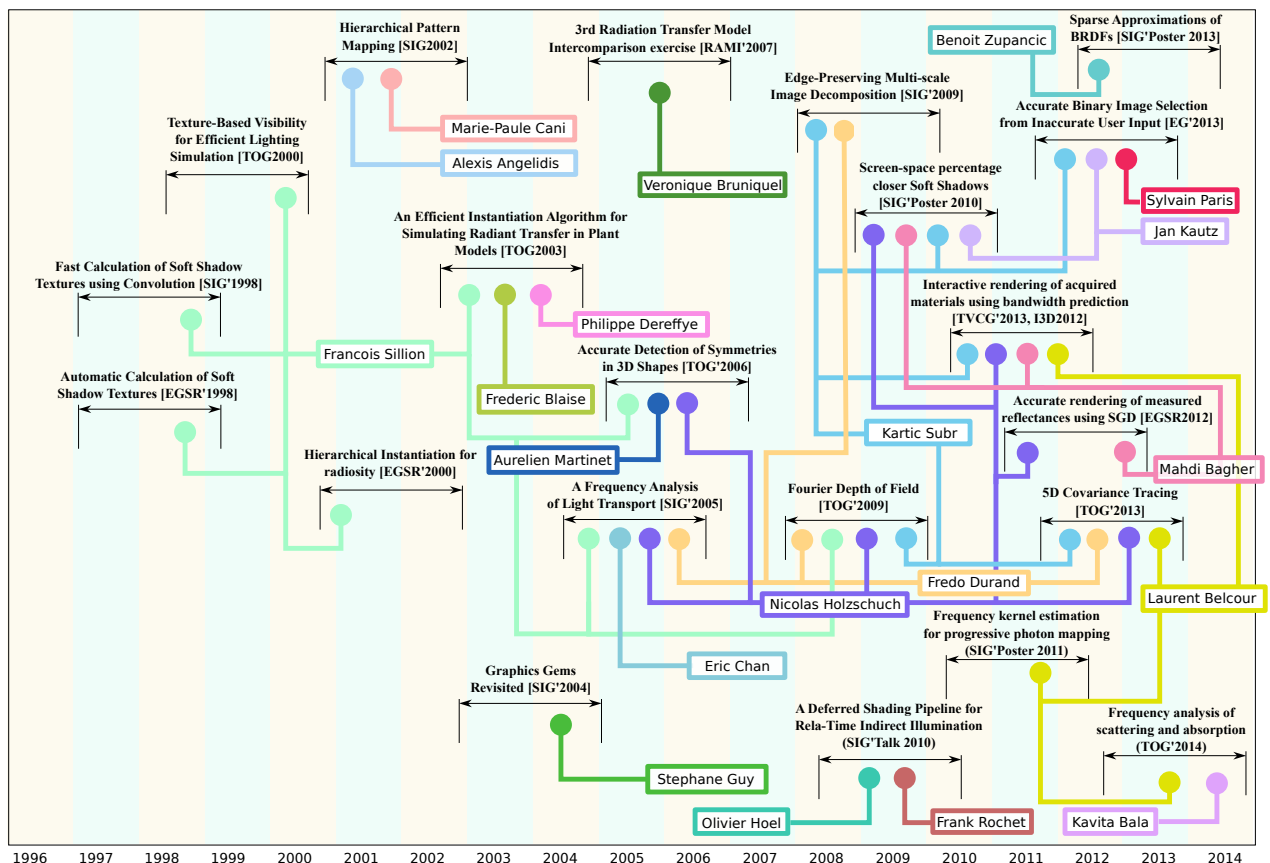 Hierarchical Pattern
Mapping [SIG2002]
3rd Radiation Transfer Model
Intercomparison exercise [RAMI'2007]
Benoit Zupancic
Sparse Approximations of
BRDFs [SIG'Poster 2013]
Edge-Preserving Multi-scale
Image Decomposition [SIG'2009]
Accurate Binary Image Selection
from Inaccurate User Input [EG'2013]
Texture-Based Visibility
for Efficient Lighting
Simulation [TOG2000]
Marie-Paule Cani
Alexis Angelidis
Veronique Bruniquel
Screen-space percentage
closer Soft Shadows
[SIG'Poster 2010]
Sylvain Paris
Jan Kautz
An Efficient Instantiation Algorithm for
Simulating Radiant Transfer in Plant
Models [TOG2003]
Fast Calculation of Soft Shadow
Textures using Convolution [SIG'1998]
Interactive rendering of acquired
materials using bandwidth prediction
[TVCG'2013, I3D2012]
Philippe Dereffye
Francois Sillion
Accurate Detection of Symmetries
in 3D Shapes [TOG'2006]
Automatic Calculation of Soft
Shadow Textures [EGSR'1998]
Frederic Blaise
Accurate rendering of measured
reflectances using SGD [EGSR2012]
Kartic Subr
Hierarchical Instantiation for
radiosity [EGSR'2000]
Aurelien Martinet
Mahdi Bagher
A Frequency Analysis
of Light Transport [SIG'2005]
Fourier Depth of Field
[TOG'2009]
5D Covariance Tracing
[TOG'2013]
Fredo Durand
Nicolas Holzschuch
Laurent Belcour
Frequency kernel estimation
for progressive photon mapping
(SIG'Poster 2011)
Eric Chan
Graphics Gems
Revisited [SIG'2004]
A Deferred Shading Pipeline for
Rela-Time Indirect Illumination
(SIG'Talk 2010)
Frequency analysis of
scattering and absorption
(TOG'2014)
Stephane Guy
Olivier Hoel
Frank Rochet
Kavita Bala
1996 1997 1998 1999 2000 2001 2002 2003 2004 2005 2006 2007 2008 2009 2010 2011 2012 2013 2014